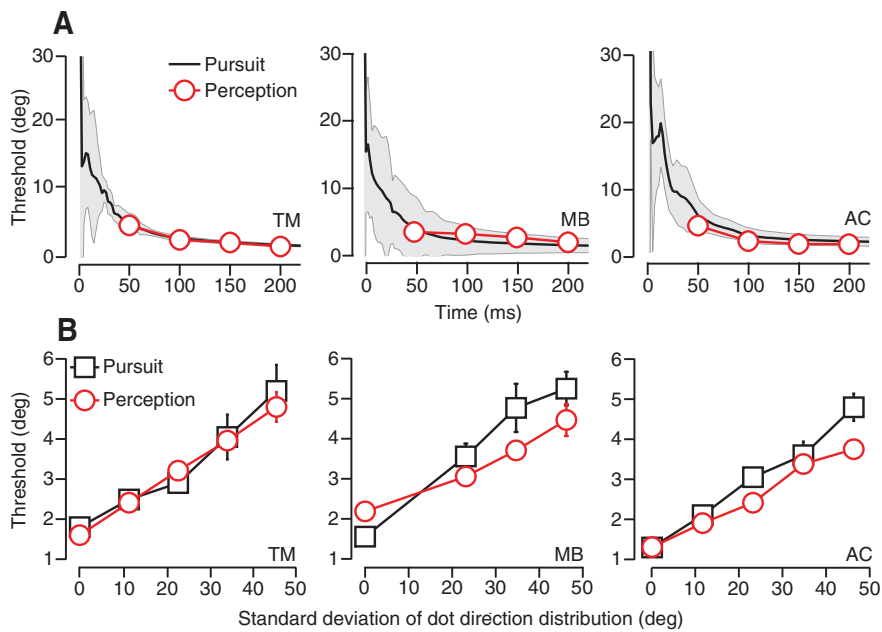 A
30 30 30
Pursuit
Perception
20 20 20
10 10 10
0 0 0
TM MB AC
0 50 100 150 200 0 50 100 150 200 0 50 100 150 200
Threshold (deg)
Time (ms)
B
6 6 6
Pursuit
Perception
5 5 5
4 4 4
3 3 3
2 2 2
1 1 1
TM MB AC
0 10 20 30 40 50 0 10 20 30 40 50 0 10 20 30 40 50
Threshold (deg)
Standard deviation of dot direction distribution (deg)